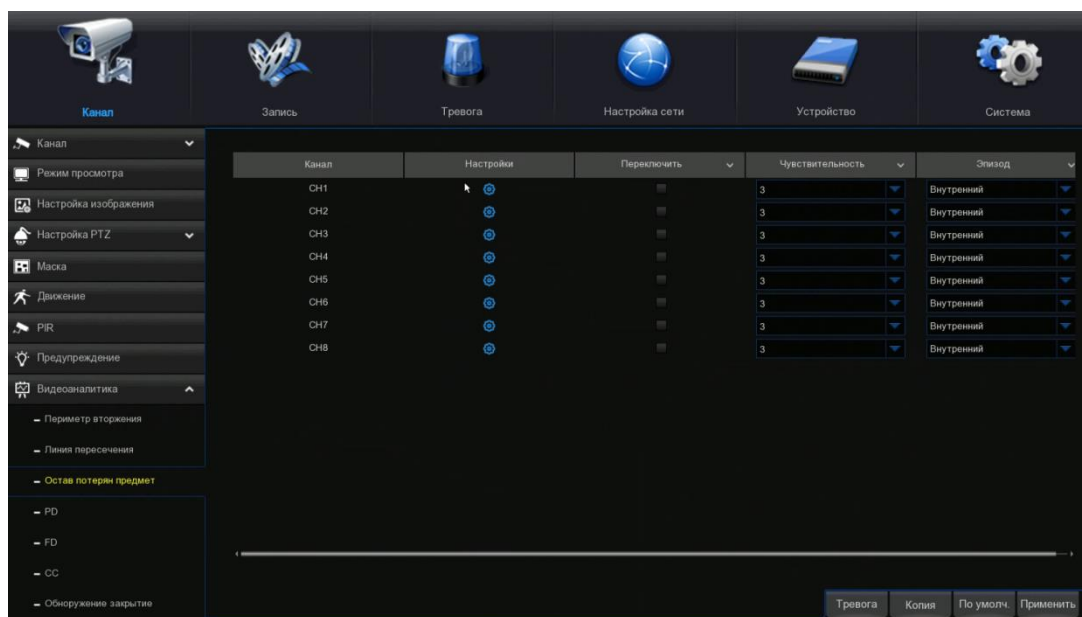 Канал Запись Тревога Настройка сети Устройство Система
Канал
Режим просмотра
Настройка изображения
Настройка PTZ
Маска
Движение
PIR
Предупреждение
Видеоаналитика
Периметр вторжения
Линия пересечения
Остав потерян предмет
PD
FD
CC
Обноружение закрытие
Канал Настройки Переключить Чувствительность Эпизод
CH1 3 Внутренний
CH2 3 Внутренний
CH3 3 Внутренний
CH4 3 Внутренний
CH5 3 Внутренний
CH6 3 Внутренний
CH7 3 Внутренний
CH8 3 Внутренний
Тревога Копия По умолч. Применить